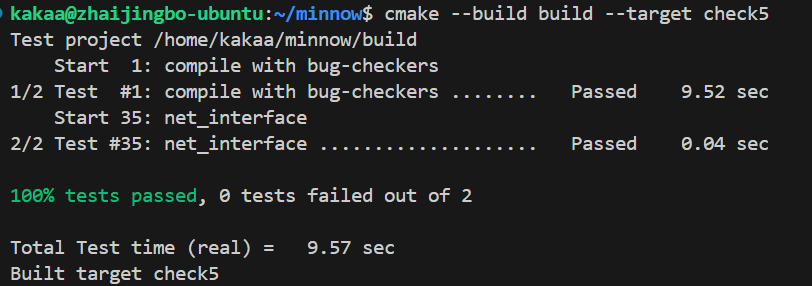 kakaa@zhaijingbo-ubuntu:~/minnow$ cmake --build build --target check5
Test project /home/kakaa/minnow/build
    Start  1: compile with bug-checkers
1/2 Test  #1: compile with bug-checkers ........   Passed    9.52 sec
    Start 35: net_interface
2/2 Test #35: net_interface ....................   Passed    0.04 sec

100% tests passed, 0 tests failed out of 2

Total Test time (real) =   9.57 sec
Built target check5